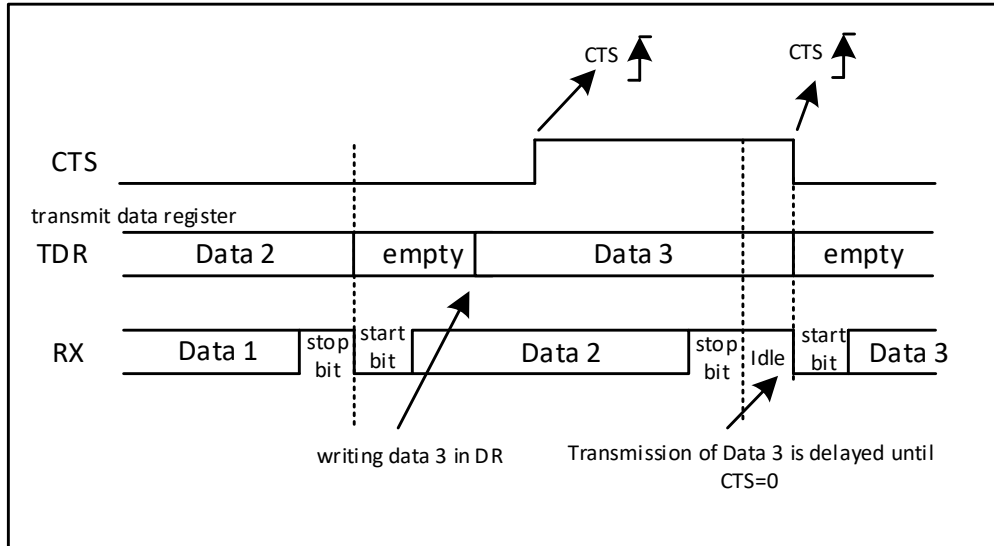 CTS CTS
CTS
transmit data register
TDR Data 2 empty Data 3 empty
RX Data 1 stop bit start bit Data 2 stop bit Idle start bit Data 3
writing data 3 in DR
Transmission of Data 3 is delayed until
CTS=0